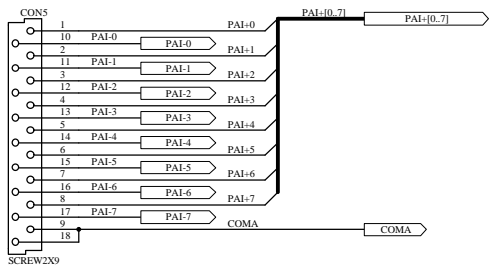 CON5 PAI+[0..7] PAI+[0..7]
1 PAI+0
10 PAI-0 PAI-0
2 PAI+1
11 PAI-1 PAI-1
3 PAI+2
12 PAI-2 PAI-2
4 PAI+3
13 PAI-3 PAI-3
5 PAI+4
14 PAI-4 PAI-4
6 PAI+5
15 PAI-5 PAI-5
7 PAI+6
16 PAI-6 PAI-6
8 PAI+7
17 PAI-7 PAI-7
9 COMA COMA
18
SCREW2X9